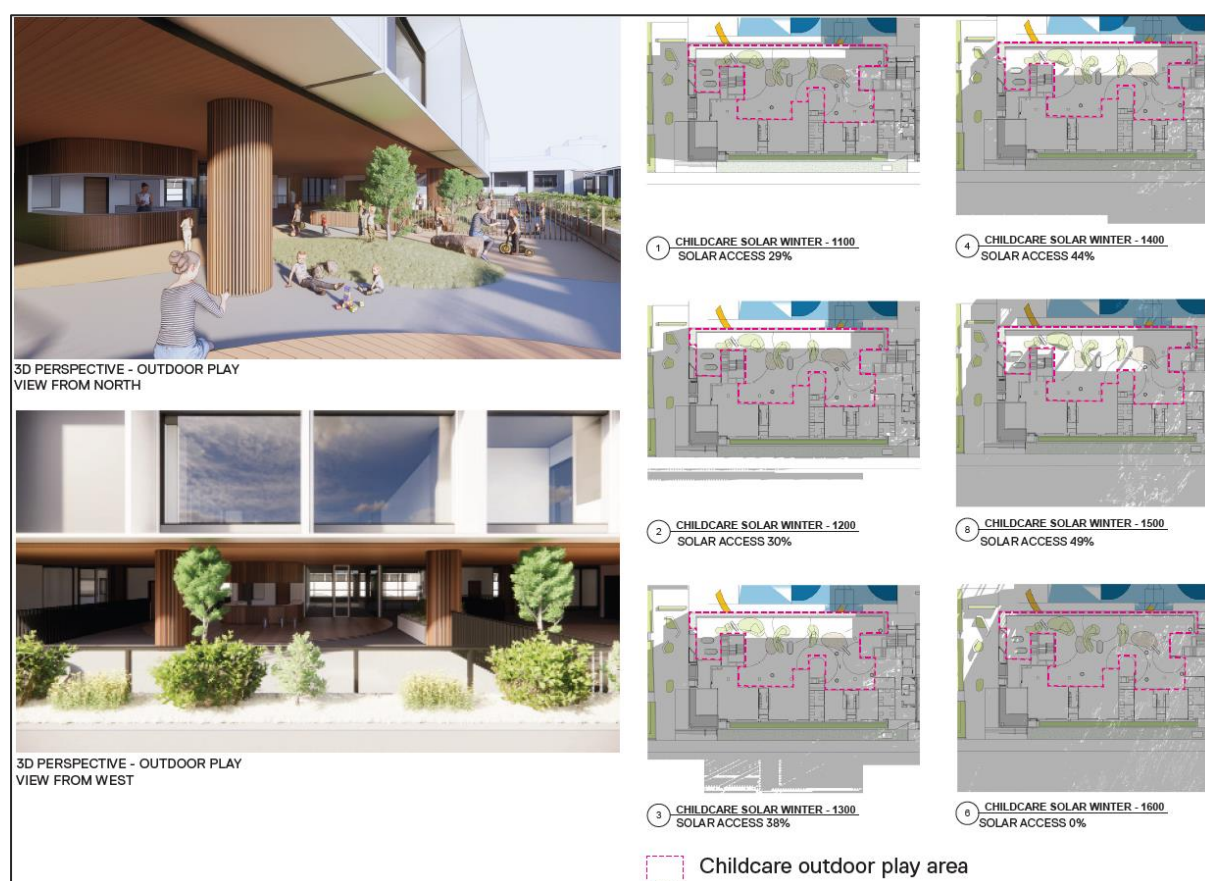 3D PERSPECTIVE - OUTDOOR PLAY
VIEW FROM NORTH
3D PERSPECTIVE - OUTDOOR PLAY
VIEW FROM WEST
1 CHILDCARE SOLAR WINTER - 1100
SOLAR ACCESS 29%
2 CHILDCARE SOLAR WINTER - 1200
SOLAR ACCESS 30%
3 CHILDCARE SOLAR WINTER - 1300
SOLAR ACCESS 38%
4 CHILDCARE SOLAR WINTER - 1400
SOLAR ACCESS 44%
8 CHILDCARE SOLAR WINTER - 1500
SOLAR ACCESS 49%
6 CHILDCARE SOLAR WINTER - 1600
SOLAR ACCESS 0%
Childcare outdoor play area